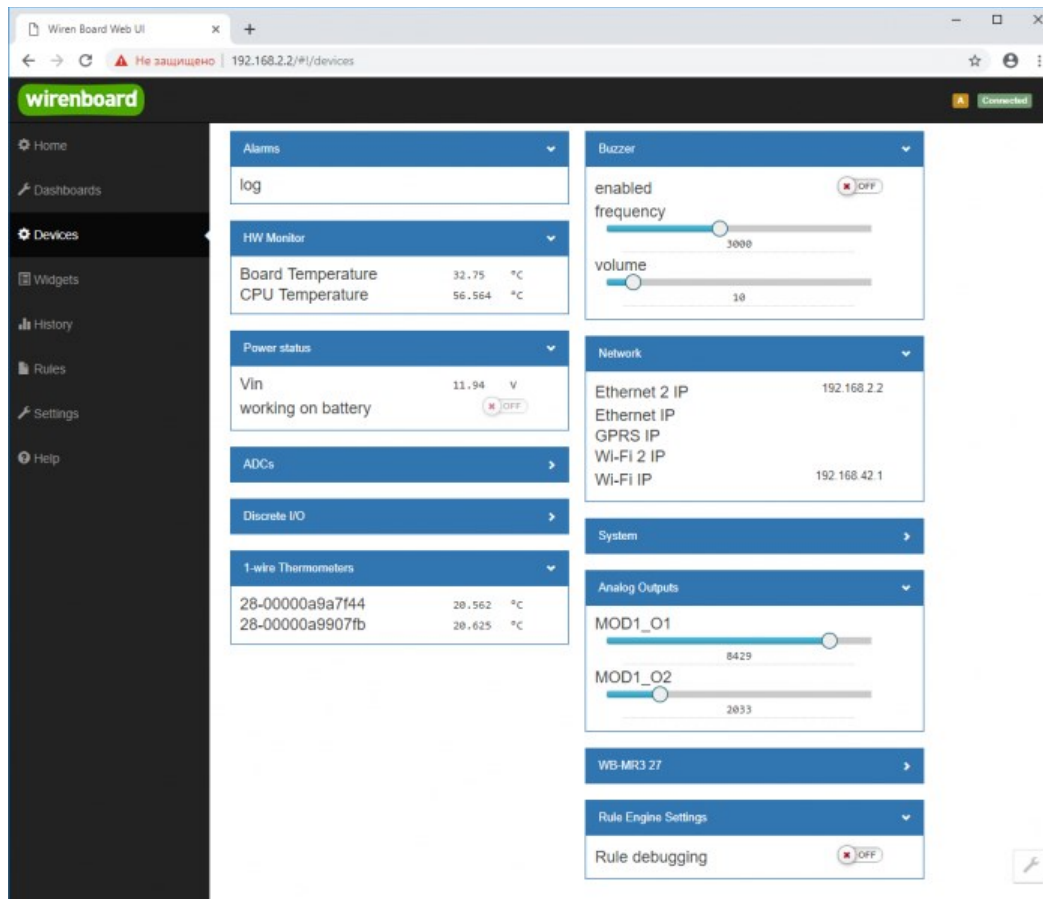 Wiren Board Web UI
Не защищено 192.168.2.2/#!/devices
wirenboard
A Connected
Home
Dashboards
Devices
Widgets
History
Rules
Settings
Help
Alarms
log
HW Monitor
Board Temperature 32.75 °C
CPU Temperature 56.564 °C
Power status
Vin 11.94 V
working on battery OFF
ADCs
Discrete I/O
1-wire Thermometers
28-00000a9a7f44 20.562 °C
28-00000a9907fb 20.625 °C
Buzzer
enabled OFF
frequency
3000
volume
10
Network
Ethernet 2 IP 192.168.2.2
Ethernet IP
GPRS IP
Wi-Fi 2 IP
Wi-Fi IP 192.168.42.1
System
Analog Outputs
MOD1_O1
8429
MOD1_O2
2033
WB-MR3 27
Rule Engine Settings
Rule debugging OFF